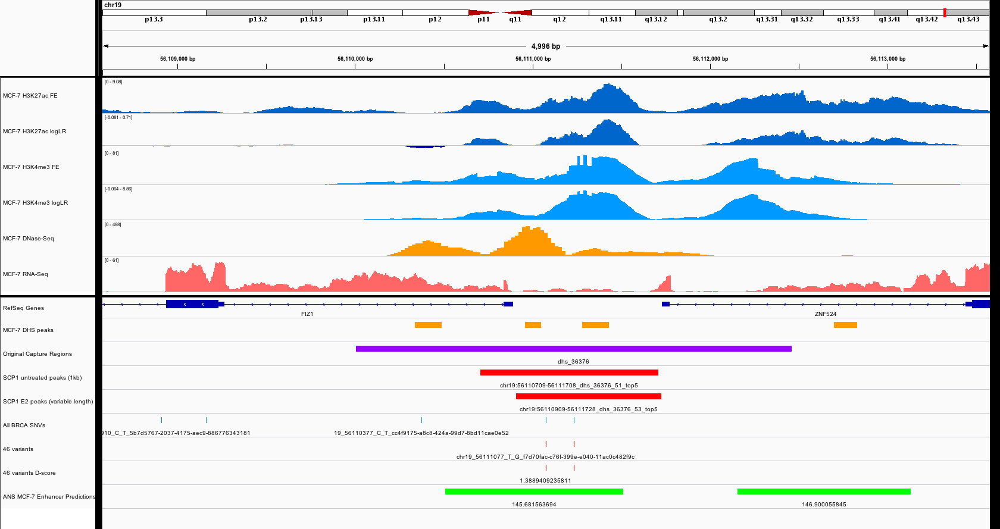 chr19
p13.3 p13.2 p13.13 p13.11 p12 p11 q11 q12 q13.11 q13.12 q13.2 q13.31 q13.32 q13.33 q13.41 q13.42 q13.43
4,996 bp
56,109,000 bp 56,110,000 bp 56,111,000 bp 56,112,000 bp 56,113,000 bp
[0 - 9.08]
MCF-7 H3K27ac FE
[-0.081 - 0.71]
MCF-7 H3K27ac logLR
[0 - 81]
MCF-7 H3K4me3 FE
[-0.064 - 8.86]
MCF-7 H3K4me3 logLR
[0 - 488]
MCF-7 DNase-Seq
[0 - 61]
MCF-7 RNA-Seq
RefSeq Genes
FIZ1 ZNF524
MCF-7 DHS peaks
Original Capture Regions
dhs_36376
SCP1 untreated peaks (1kb)
chr19:56110709-56111708_dhs_36376_51_top5
SCP1 E2 peaks (variable length)
chr19:56110909-56111728_dhs_36376_53_top5
All BRCA SNVs
910_C_T_5b7d5767-2037-4175-aec9-886776343181 19_56110377_C_T_cc4f9175-a8c8-424a-99d7-8bd11cae0e52
46 variants
chr19_56111077_T_G_f7d70fac-c76f-399e-e040-11ac0c482f9c
46 variants D-score
1.3889409235811
ANS MCF-7 Enhancer Predictions
145.681563694 146.900055845